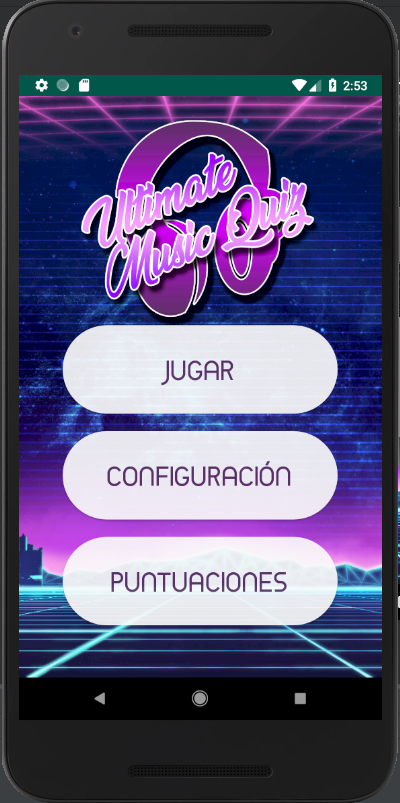 2:53
Ultimate
Music Quiz
JUGAR
CONFIGURACIÓN
PUNTUACIONES